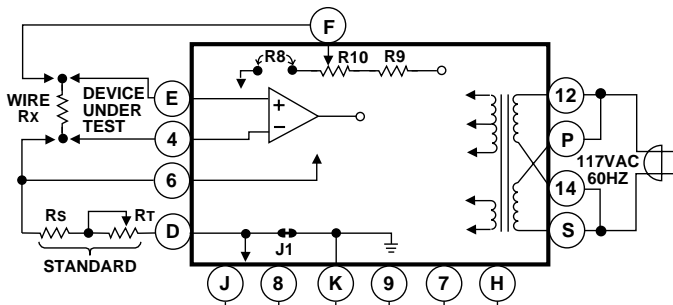 F
R8
R10
R9
E
+
12
WIRE
Rx
DEVICE
UNDER
TEST
4
−
P
117VAC
60HZ
6
14
RS
RT
D
J1
S
STANDARD
J
8
K
9
7
H